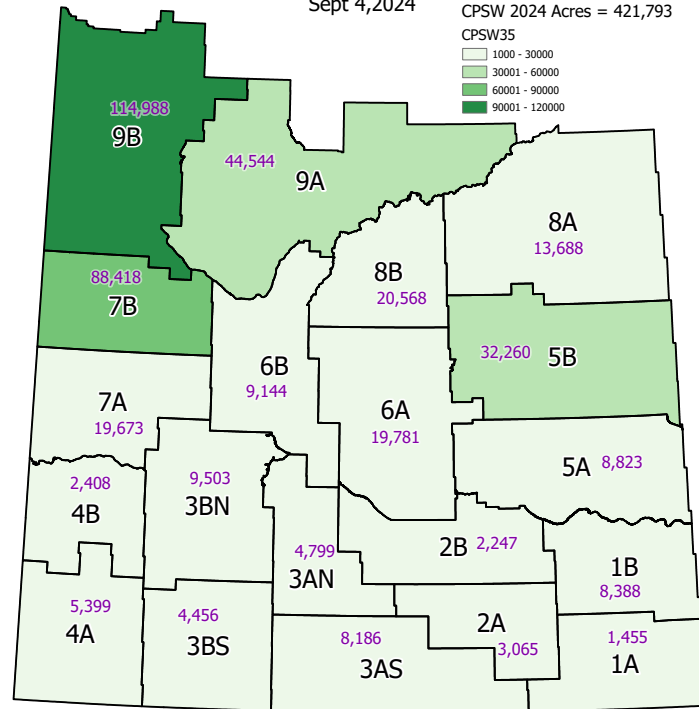 Sept 4,2024
CPSW 2024 Acres = 421,793
CPSW35
1000 - 30000
30001 - 60000
60001 - 90000
90001 - 120000
114,988
9B
44,544
9A
8A
13,688
8B
20,568
88,418
7B
32,260
5B
6B
9,144
7A
19,673
6A
19,781
5A
8,823
2,408
4B
9,503
3BN
4,799
3AN
2B
2,247
1B
8,388
5,399
4A
4,456
3BS
8,186
3AS
2A
3,065
1,455
1A